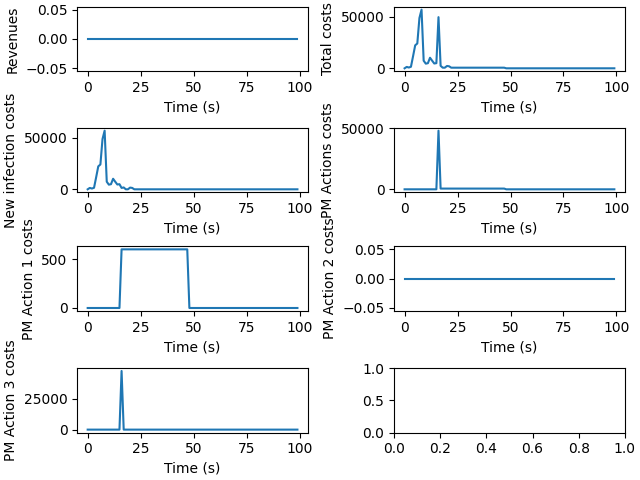 Revenues
0.05
0.00
−0.05
0 25 50 75 100
Time (s)
Total costs
50000
0
0 25 50 75 100
Time (s)
New infection costs
50000
0
0 25 50 75 100
Time (s)
PM Actions costs
50000
0
0 25 50 75 100
Time (s)
PM Action 1 costs
500
0
0 25 50 75 100
Time (s)
PM Action 2 costs
0.05
0.00
−0.05
0 25 50 75 100
Time (s)
PM Action 3 costs
25000
0
0 25 50 75 100
Time (s)
1.0
0.5
0.0
0.0 0.2 0.4 0.6 0.8 1.0